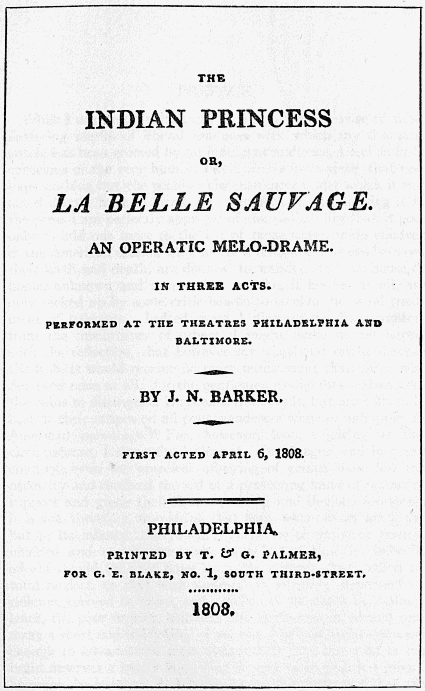 THE
INDIAN PRINCESS
OR,
LA BELLE SAUVAGE.
AN OPERATIC MELO-DRAME.
IN THREE ACTS.
PERFORMED AT THE THEATRES PHILADELPHIA AND
BALTIMORE.
BY J. N. BARKER.
FIRST ACTED APRIL 6, 1808.
PHILADELPHIA,
PRINTED BY T. & G. PALMER,
FOR G. E. BLAKE, NO. 1, SOUTH THIRD-STREET.
1808.